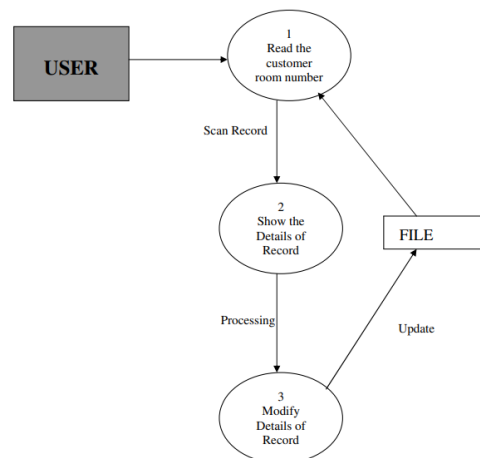 USER
1
Read the
customer
room number
Scan Record
2
Show the
Details of
Record
FILE
Processing
Update
3
Modify
Details of
Record